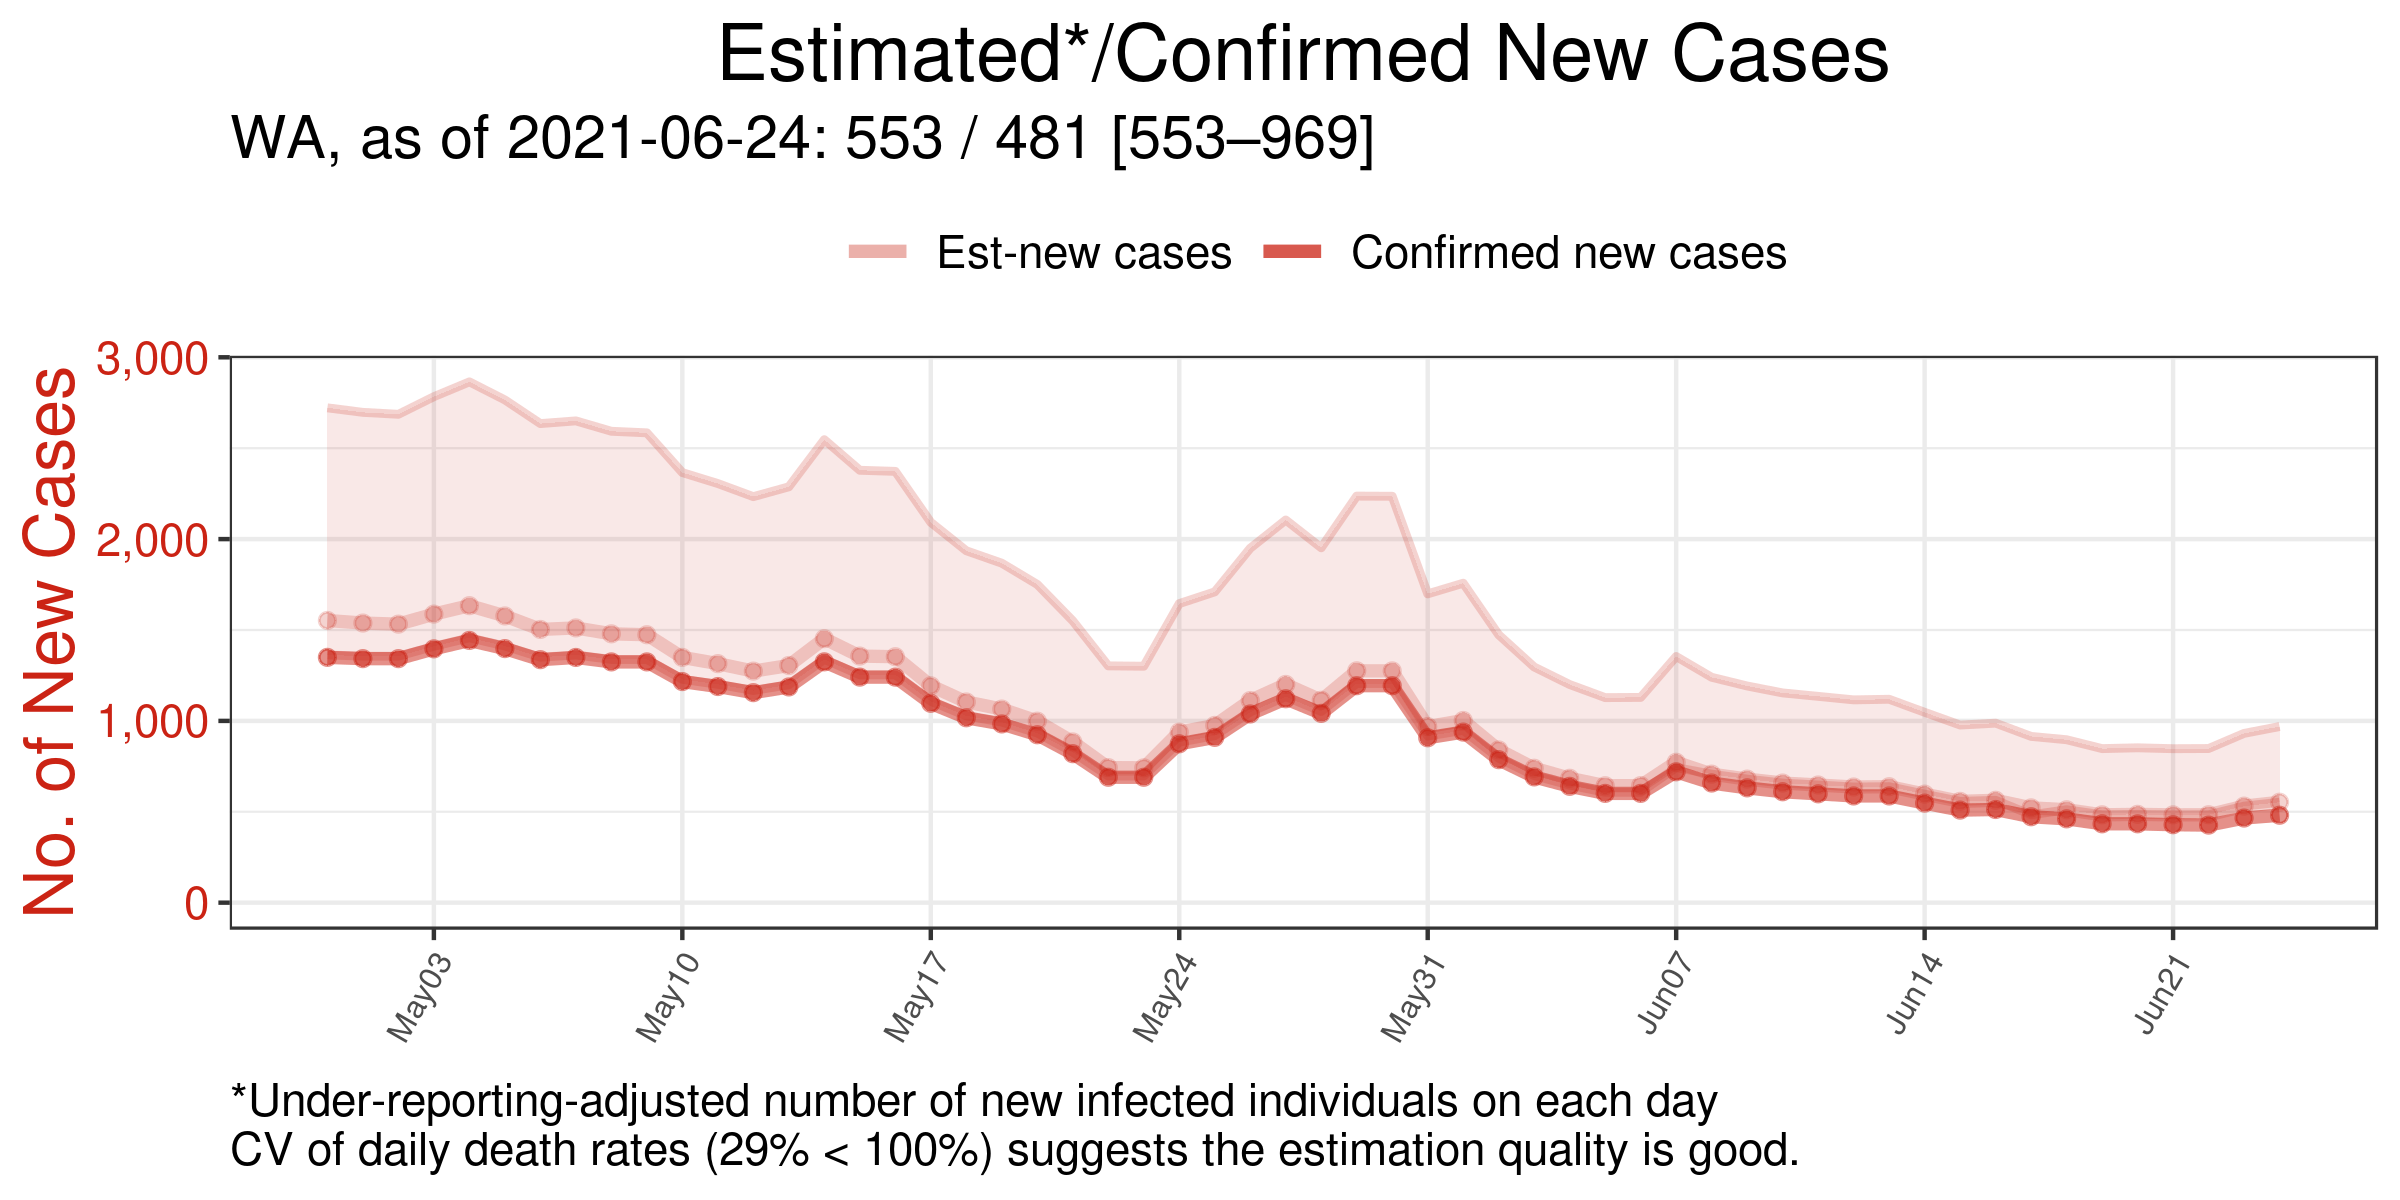 Estimated*/Confirmed New Cases
WA, as of 2021-06-24: 553 / 481 [553–969]
Est-new cases
Confirmed new cases
No. of New Cases
3,000
2,000
1,000
0
May03
May10
May17
May24
May31
Jun07
Jun14
Jun21
*Under-reporting-adjusted number of new infected individuals on each day
CV of daily death rates (29% < 100%) suggests the estimation quality is good.